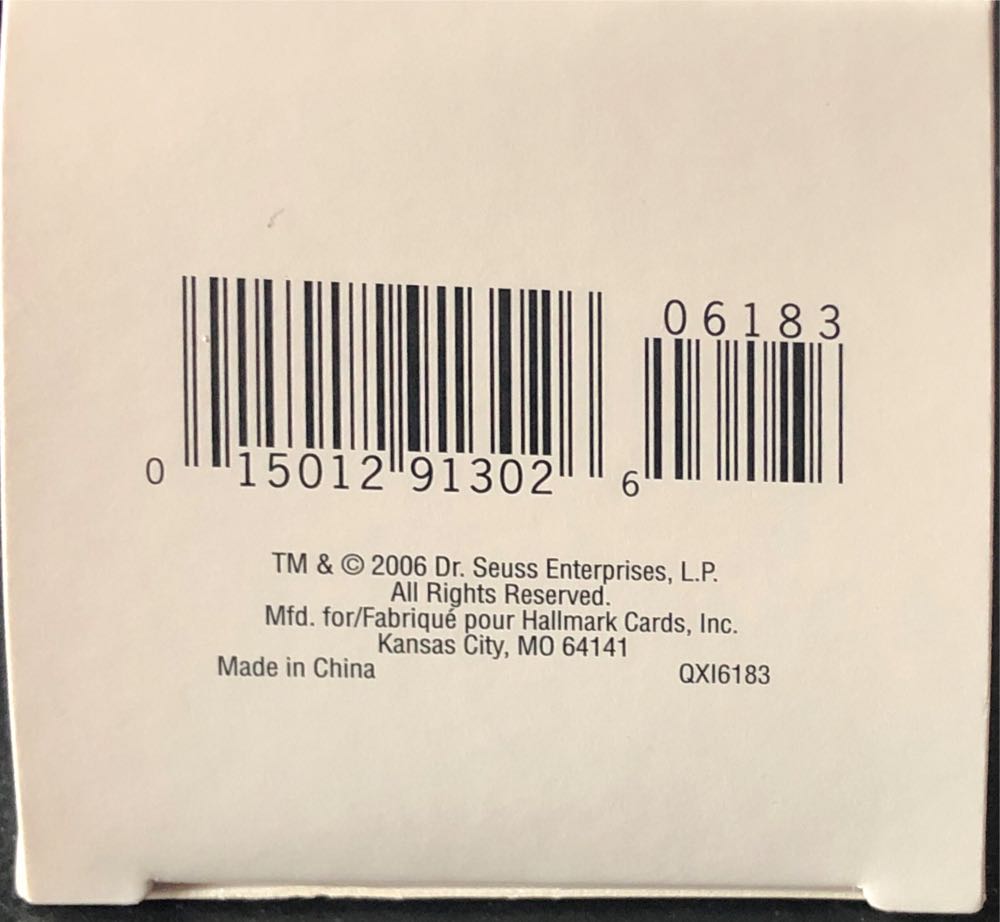 06183
0 15012 91302 6
TM & © 2006 Dr. Seuss Enterprises, L.P.
All Rights Reserved.
Mfd. for/Fabriqué pour Hallmark Cards, Inc.
Kansas City, MO 64141
Made in China QXI6183